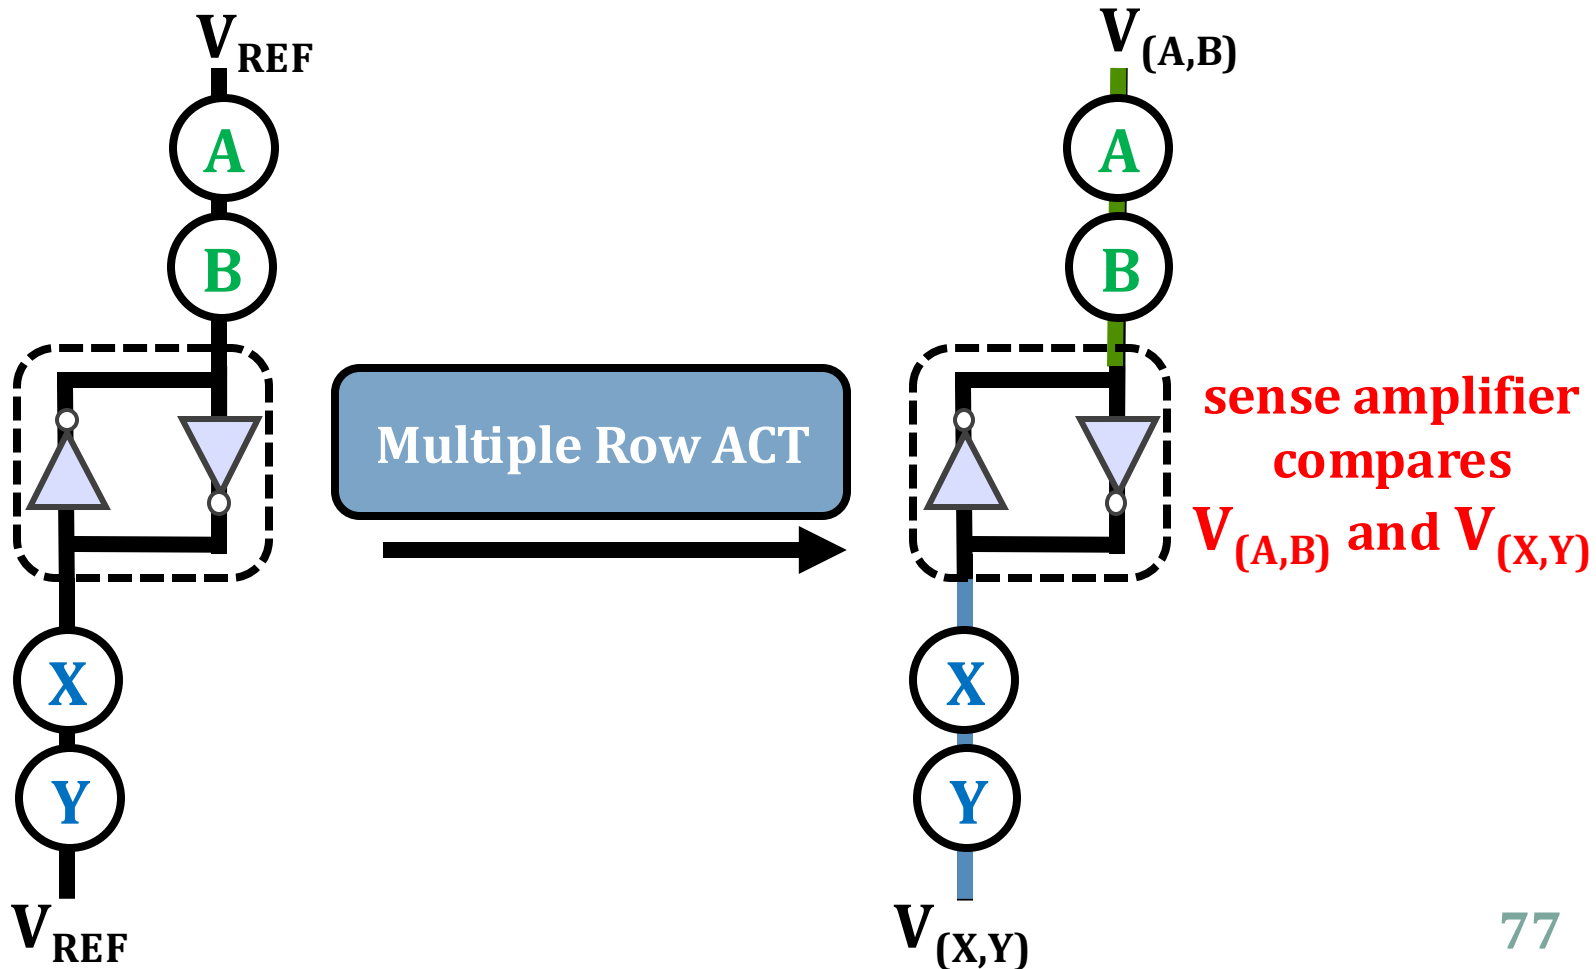 V_REF
A
B
X
Y
V_REF
Multiple Row ACT
V_(A,B)
A
B
X
Y
V_(X,Y)
sense amplifier
compares
V_(A,B) and V_(X,Y)
77